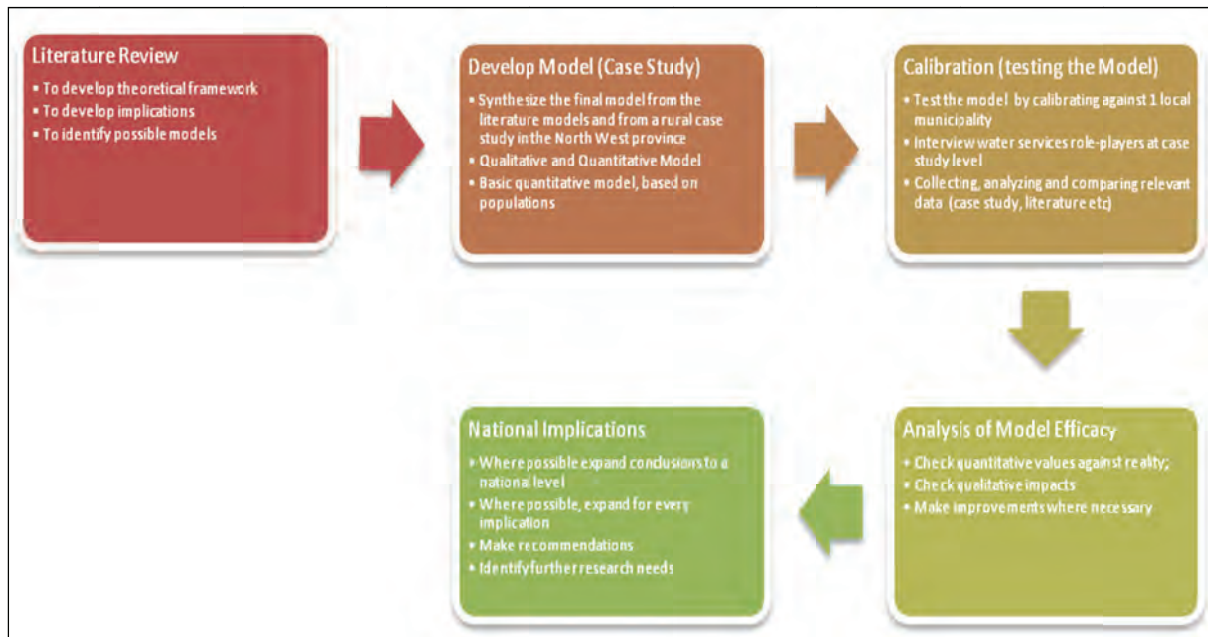 Literature Review
▪ To develop theoretical framework
▪ To develop implications
▪ To identify possible models
Develop Model (Case Study)
▪ Synthesize the final model from the
literature models and from a rural case
study in the North West province
▪ Qualitative and Quantitative Model
▪ Basic quantitative model, based on
populations
Calibration (testing the Model)
▪ Test the model by calibrating against 1 local
municipality
▪ Interview water services role-players at case
study level
▪ Collecting, analyzing and comparing relevant
data (case study, literature etc)
Analysis of Model Efficacy
▪ Check quantitative values against reality;
▪ Check qualitative impacts
▪ Make improvements where necessary
National Implications
▪ Where possible expand conclusions to a
national level
▪ Where possible, expand for every
implication
▪ Make recommendations
▪ Identify further research needs